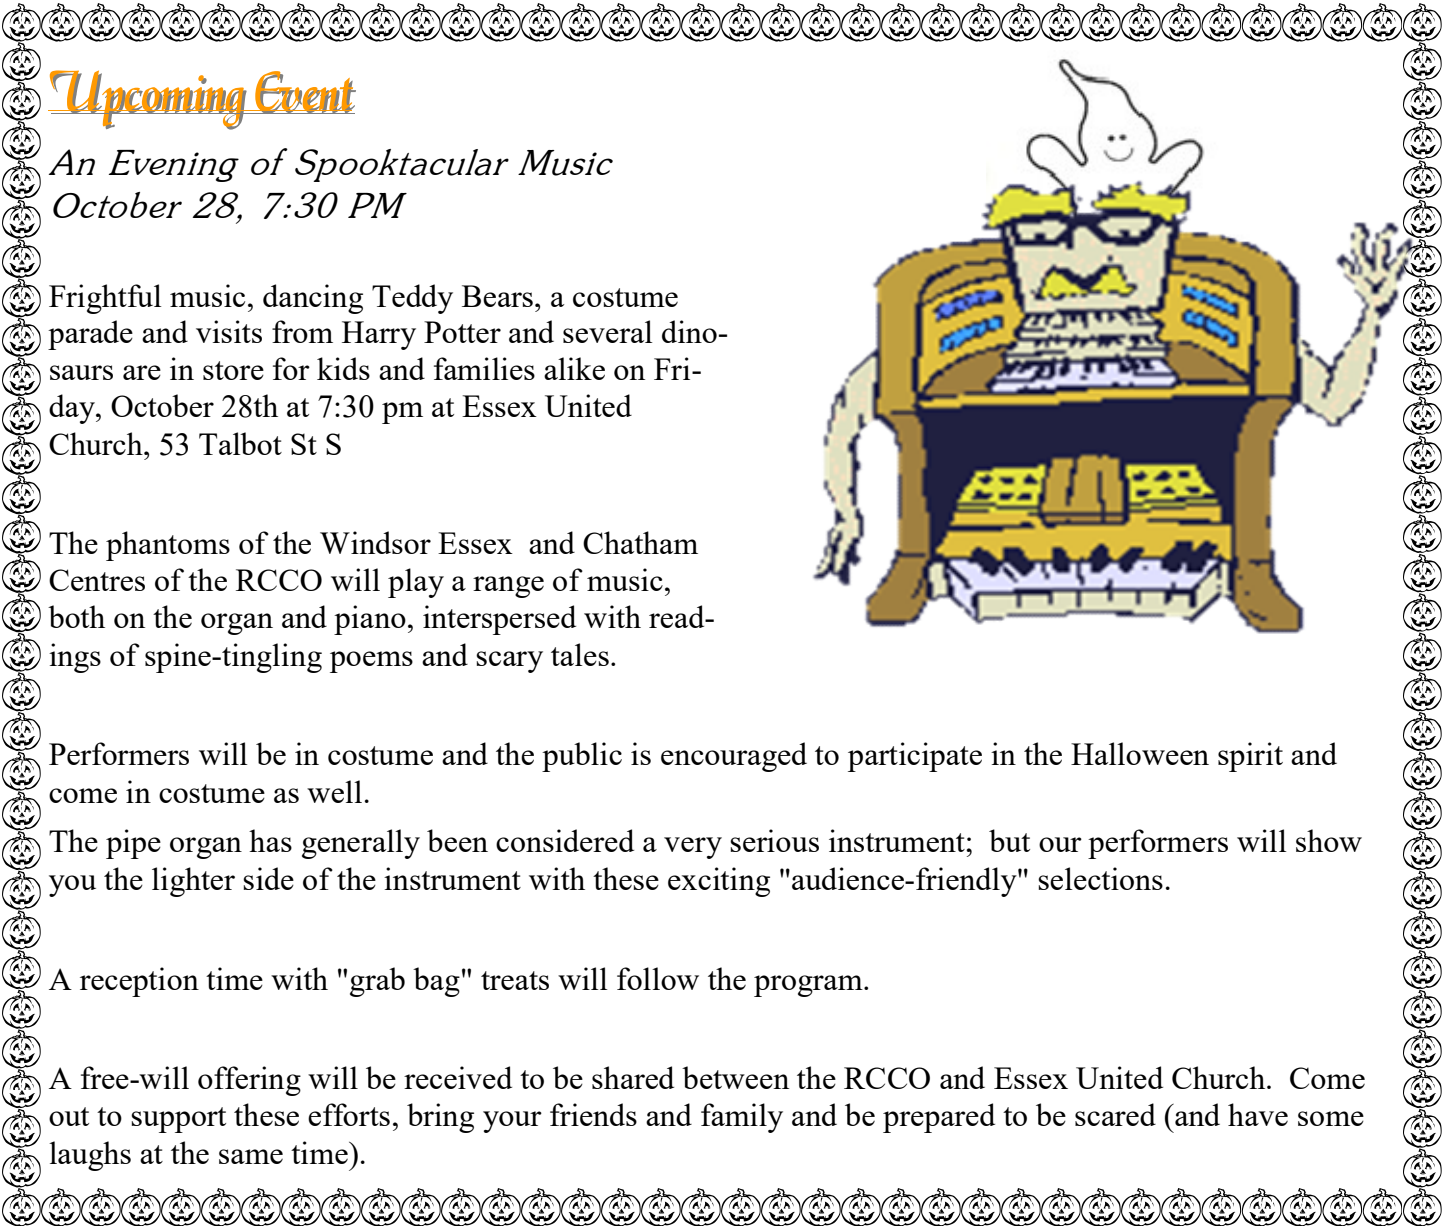 Upcoming Event
An Evening of Spooktacular Music
October 28, 7:30 PM
Frightful music, dancing Teddy Bears, a costume
parade and visits from Harry Potter and several dino-
saurs are in store for kids and families alike on Fri-
day, October 28th at 7:30 pm at Essex United
Church, 53 Talbot St S
The phantoms of the Windsor Essex  and Chatham
Centres of the RCCO will play a range of music,
both on the organ and piano, interspersed with read-
ings of spine-tingling poems and scary tales.
Performers will be in costume and the public is encouraged to participate in the Halloween spirit and
come in costume as well.
The pipe organ has generally been considered a very serious instrument;  but our performers will show
you the lighter side of the instrument with these exciting "audience-friendly" selections.
A reception time with "grab bag" treats will follow the program.
A free-will offering will be received to be shared between the RCCO and Essex United Church.  Come
out to support these efforts, bring your friends and family and be prepared to be scared (and have some
laughs at the same time).